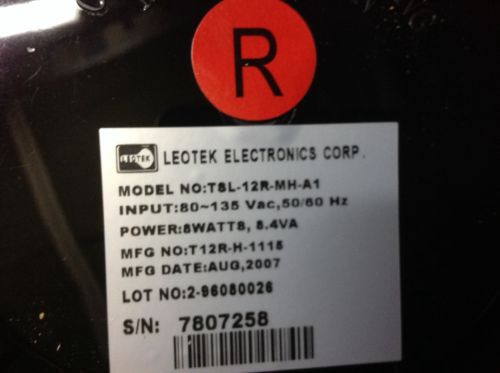 R
LEOTEK LEOTEK ELECTRONICS CORP.
MODEL NO:TSL-12R-MH-A1
INPUT:80~135 Vac,50/60 Hz
POWER:8WATTS, 8.4VA
MFG NO:T12R-H-1115
MFG DATE:AUG,2007
LOT NO:2-96080026
S/N: 7807258